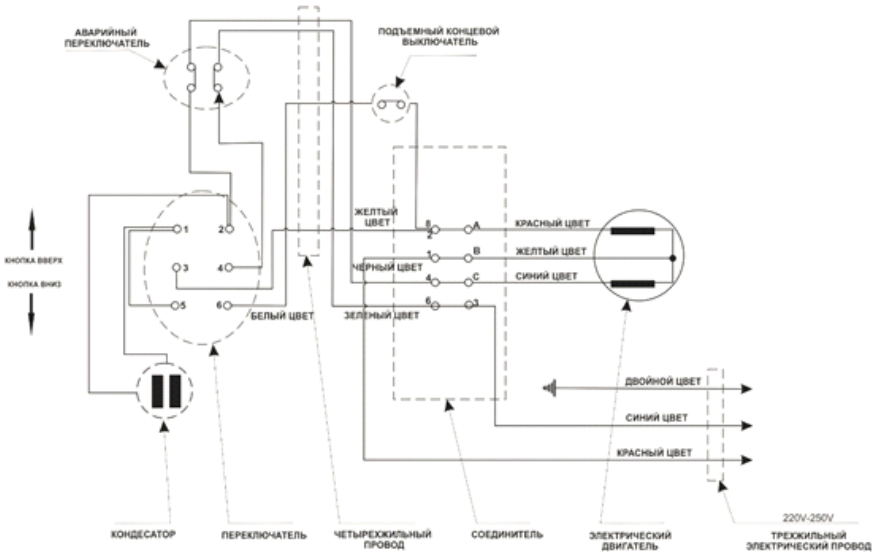 АВАРИЙНЫЙ
ПЕРЕКЛЮЧАТЕЛЬ
ПОДЪЕМНЫЙ КОНЦЕВОЙ
ВЫКЛЮЧАТЕЛЬ
ЖЕЛТЫЙ
ЦВЕТ
8
2
A
КРАСНЫЙ ЦВЕТ
1
2
1
B
ЖЕЛТЫЙ ЦВЕТ
КНОПКА ВВЕРХ
3
4
ЧЕРНЫЙ ЦВЕТ
4
C
СИНИЙ ЦВЕТ
КНОПКА ВНИЗ
5
6
БЕЛЫЙ ЦВЕТ
ЗЕЛЕНЫЙ ЦВЕТ
6
3
ДВОЙНОЙ ЦВЕТ
СИНИЙ ЦВЕТ
КРАСНЫЙ ЦВЕТ
220V-250V
КОНДЕСАТОР
ПЕРЕКЛЮЧАТЕЛЬ
ЧЕТЫРЕХЖИЛЬНЫЙ
ПРОВОД
СОЕДИНИТЕЛЬ
ЭЛЕКТРИЧЕСКИЙ
ДВИГАТЕЛЬ
ТРЕХЖИЛЬНЫЙ
ЭЛЕКТРИЧЕСКИЙ ПРОВОД